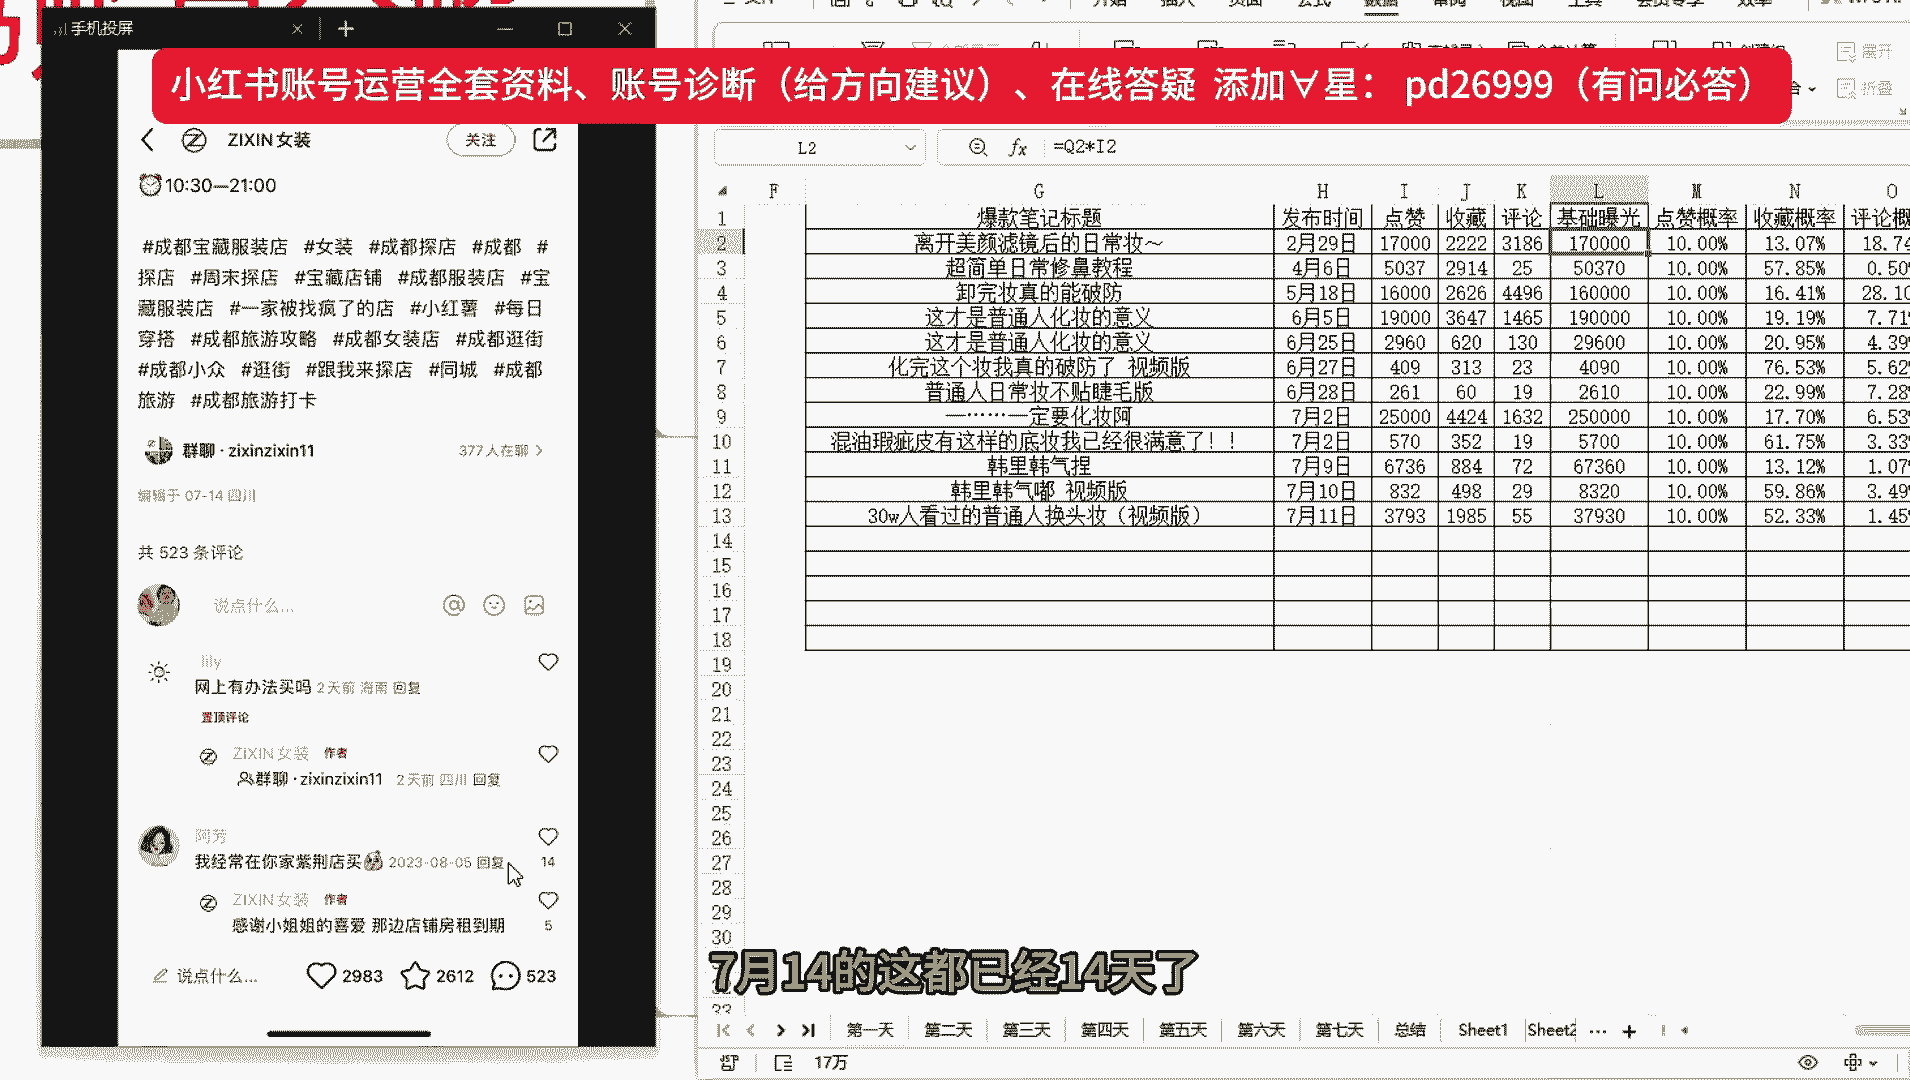 手机投屏
小红书账号运营全套资料、账号诊断（给方向建议）、在线答疑 添加∀星： pd26999（有问必答）
ZIXIN女装
关注
10:30—21:00
#成都宝藏服装店 #女装 #成都探店 #成都 #
探店 #周末探店 #宝藏店铺 #成都服装店 #宝
藏服装店 #一家被找疯了的店 #小红薯 #每日
穿搭 #成都旅游攻略 #成都女装店 #成都逛街
#成都小众 #逛街 #跟我来探店 #同城 #成都
旅游 #成都旅游打卡
群聊 · zixinzixin11 377人在聊
编辑于 07-14 四川
共 523 条评论
说点什么...
lily
网上有办法买吗 2天前 海南 回复
置顶评论
ZIXIN女装 作者
群聊 · zixinzixin11 2天前 四川 回复
阿芳
我经常在你家紫荆店买 2023-08-05 回复 14
ZIXIN女装 作者
感谢小姐姐的喜爱 那边店铺房租到期 5
说点什么... 2983 2612 523
展开
折叠
L2 fx =Q2*I2
F G H I J K L M N O
1 爆款笔记标题 发布时间 点赞 收藏 评论 基础曝光 点赞概率 收藏概率 评论概
2 离开美颜滤镜后的日常妆～ 2月29日 17000 2222 3186 170000 10.00% 13.07% 18.74
3 超简单日常修鼻教程 4月6日 5037 2914 25 50370 10.00% 57.85% 0.50%
4 卸完妆真的能破防 5月18日 16000 2626 4496 160000 10.00% 16.41% 28.10
5 这才是普通人化妆的意义 6月5日 19000 3647 1465 190000 10.00% 19.19% 7.71%
6 这才是普通人化妆的意义 6月25日 2960 620 130 29600 10.00% 20.95% 4.39%
7 化完这个妆我真的破防了 视频版 6月27日 409 313 23 4090 10.00% 76.53% 5.62%
8 普通人日常妆不贴睫毛版 6月28日 261 60 19 2610 10.00% 22.99% 7.28%
9 一……一定要化妆阿 7月2日 25000 4424 1632 250000 10.00% 17.70% 6.53%
10 混油瑕疵皮有这样的底妆我已经很满意了！！ 7月2日 570 352 19 5700 10.00% 61.75% 3.33%
11 韩里韩气捏 7月9日 6736 884 72 67360 10.00% 13.12% 1.07%
12 韩里韩气嘟 视频版 7月10日 832 498 29 8320 10.00% 59.86% 3.49%
13 30w人看过的普通人换头妆（视频版） 7月11日 3793 1985 55 37930 10.00% 52.33% 1.45%
14
15
16
17
18
19
20
21
22
23
24
25
26
27
28
29
30
7月14的这都已经14天了
33
第一天 第二天 第三天 第四天 第五天 第六天 第七天 总结 Sheet1 Sheet2 ··· +
17万